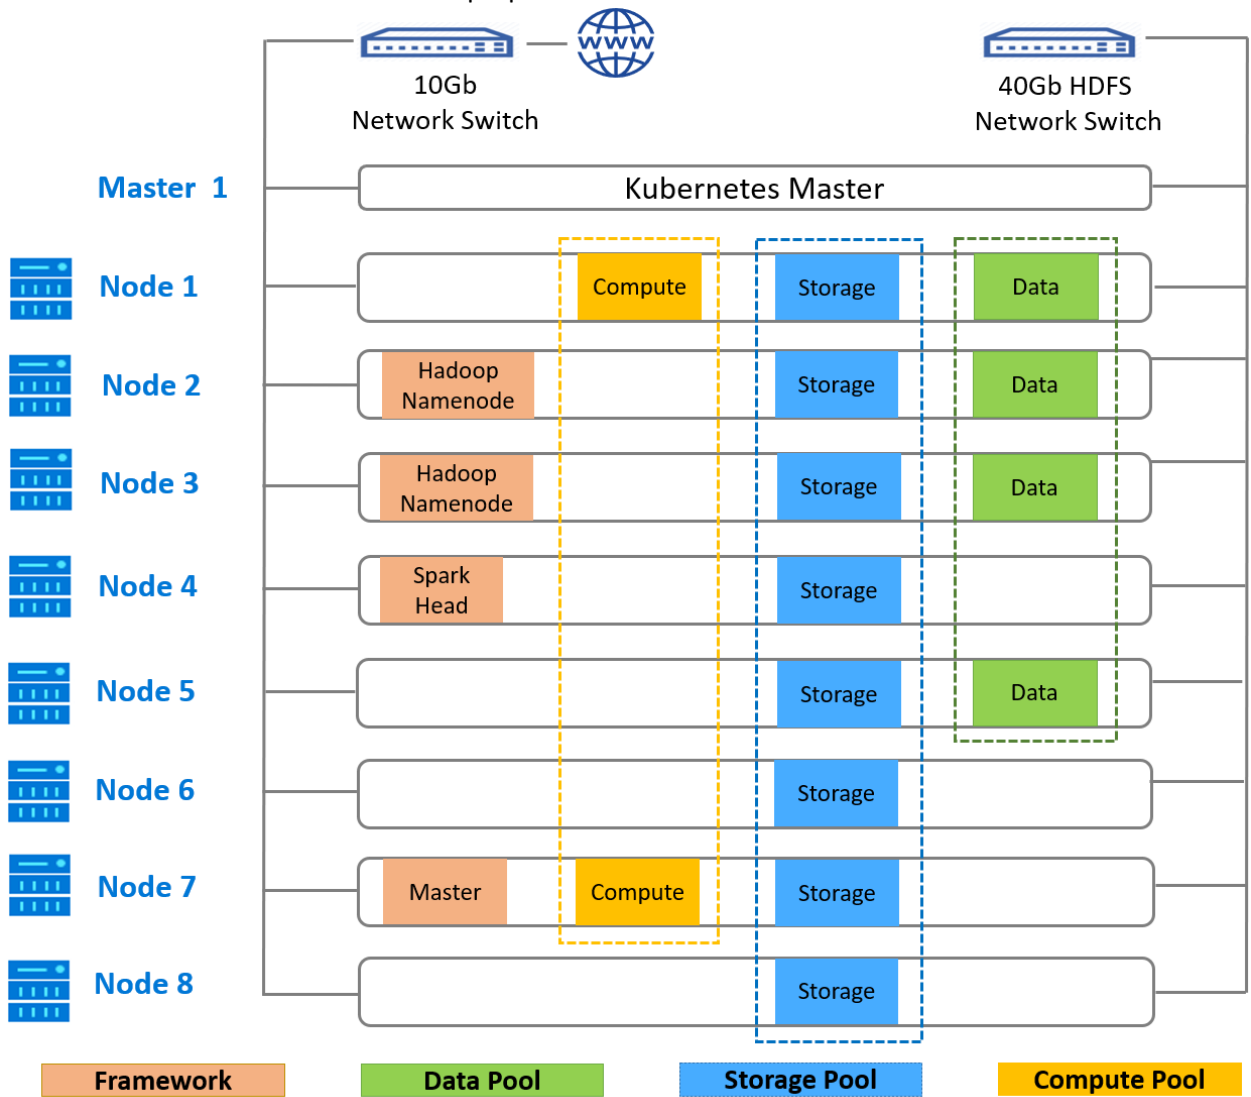 WWW
10Gb
Network Switch
40Gb HDFS
Network Switch
Master 1
Kubernetes Master
Node 1
Compute
Storage
Data
Node 2
Hadoop
Namenode
Storage
Data
Node 3
Hadoop
Namenode
Storage
Data
Node 4
Spark
Head
Storage
Node 5
Storage
Data
Node 6
Storage
Node 7
Master
Compute
Storage
Node 8
Storage
Framework
Data Pool
Storage Pool
Compute Pool